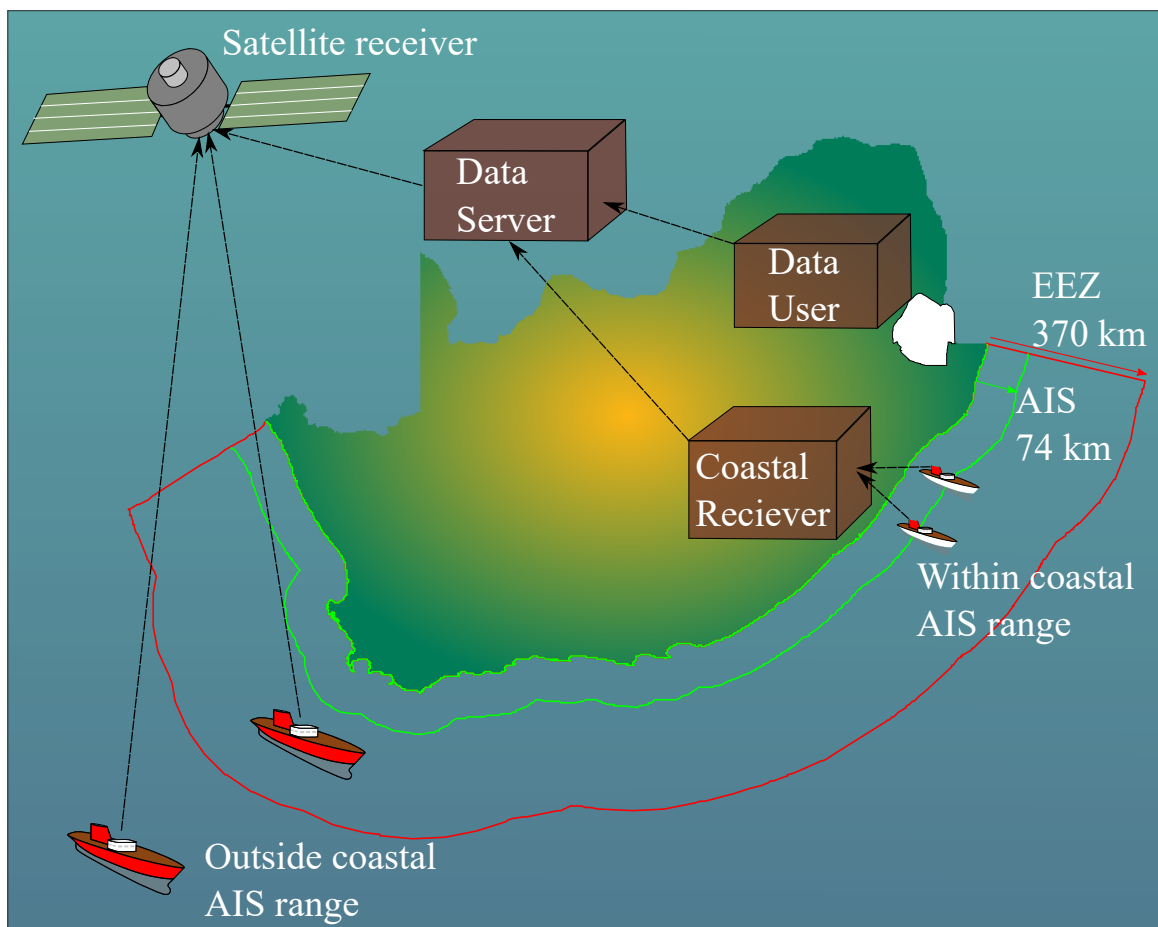 Satellite receiver
Data
Server
Data
User
EEZ
370 km
AIS
74 km
Coastal
Reciever
Within coastal
AIS range
Outside coastal
AIS range